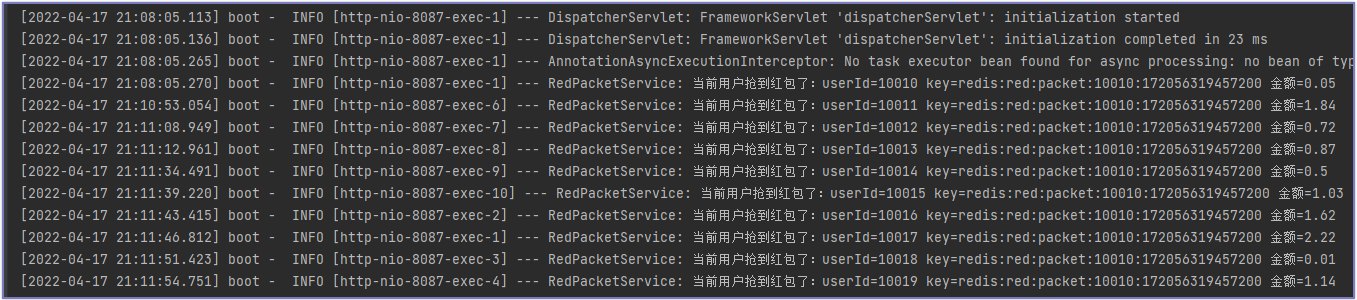 [2022-04-17 21:08:05.113] boot -  INFO [http-nio-8087-exec-1] --- DispatcherServlet: FrameworkServlet 'dispatcherServlet': initialization started
[2022-04-17 21:08:05.136] boot -  INFO [http-nio-8087-exec-1] --- DispatcherServlet: FrameworkServlet 'dispatcherServlet': initialization completed in 23 ms
[2022-04-17 21:08:05.265] boot -  INFO [http-nio-8087-exec-1] --- AnnotationAsyncExecutionInterceptor: No task executor bean found for async processing: no bean of typ
[2022-04-17 21:08:05.270] boot -  INFO [http-nio-8087-exec-1] --- RedPacketService: 当前用户抢到红包了：userId=10010 key=redis:red:packet:10010:172056319457200 金额=0.05
[2022-04-17 21:10:53.054] boot -  INFO [http-nio-8087-exec-6] --- RedPacketService: 当前用户抢到红包了：userId=10011 key=redis:red:packet:10010:172056319457200 金额=1.84
[2022-04-17 21:11:08.949] boot -  INFO [http-nio-8087-exec-7] --- RedPacketService: 当前用户抢到红包了：userId=10012 key=redis:red:packet:10010:172056319457200 金额=0.72
[2022-04-17 21:11:12.961] boot -  INFO [http-nio-8087-exec-8] --- RedPacketService: 当前用户抢到红包了：userId=10013 key=redis:red:packet:10010:172056319457200 金额=0.87
[2022-04-17 21:11:34.491] boot -  INFO [http-nio-8087-exec-9] --- RedPacketService: 当前用户抢到红包了：userId=10014 key=redis:red:packet:10010:172056319457200 金额=0.5
[2022-04-17 21:11:39.220] boot -  INFO [http-nio-8087-exec-10] --- RedPacketService: 当前用户抢到红包了：userId=10015 key=redis:red:packet:10010:172056319457200 金额=1.03
[2022-04-17 21:11:43.415] boot -  INFO [http-nio-8087-exec-2] --- RedPacketService: 当前用户抢到红包了：userId=10016 key=redis:red:packet:10010:172056319457200 金额=1.62
[2022-04-17 21:11:46.812] boot -  INFO [http-nio-8087-exec-1] --- RedPacketService: 当前用户抢到红包了：userId=10017 key=redis:red:packet:10010:172056319457200 金额=2.22
[2022-04-17 21:11:51.423] boot -  INFO [http-nio-8087-exec-3] --- RedPacketService: 当前用户抢到红包了：userId=10018 key=redis:red:packet:10010:172056319457200 金额=0.01
[2022-04-17 21:11:54.751] boot -  INFO [http-nio-8087-exec-4] --- RedPacketService: 当前用户抢到红包了：userId=10019 key=redis:red:packet:10010:172056319457200 金额=1.14